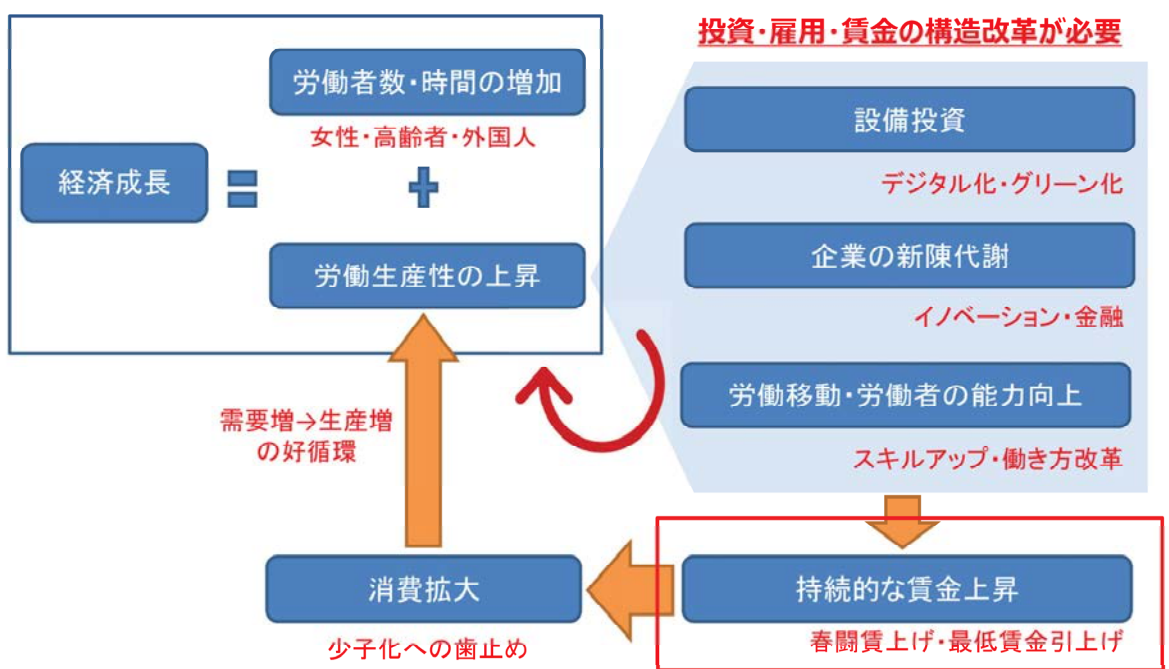 投資・雇用・賃金の構造改革が必要
労働者数・時間の増加
女性・高齢者・外国人
経済成長
=
+
労働生産性の上昇
設備投資
デジタル化・グリーン化
企業の新陳代謝
イノベーション・金融
労働移動・労働者の能力向上
スキルアップ・働き方改革
需要増→生産増
の好循環
消費拡大
少子化への歯止め
持続的な賃金上昇
春闘賃上げ・最低賃金引上げ